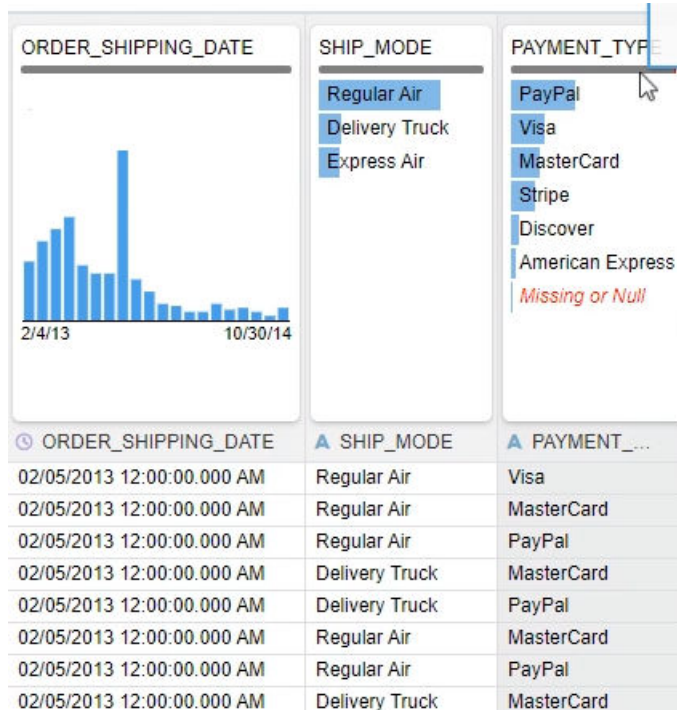 ORDER_SHIPPING_DATE
2/4/13 10/30/14
SHIP_MODE
Regular Air
Delivery Truck
Express Air
PAYMENT_TYPE
PayPal
Visa
MasterCard
Stripe
Discover
American Express
Missing or Null
ORDER_SHIPPING_DATE A SHIP_MODE A PAYMENT_...
02/05/2013 12:00:00.000 AM Regular Air Visa
02/05/2013 12:00:00.000 AM Regular Air MasterCard
02/05/2013 12:00:00.000 AM Regular Air PayPal
02/05/2013 12:00:00.000 AM Delivery Truck MasterCard
02/05/2013 12:00:00.000 AM Delivery Truck PayPal
02/05/2013 12:00:00.000 AM Regular Air MasterCard
02/05/2013 12:00:00.000 AM Regular Air PayPal
02/05/2013 12:00:00.000 AM Delivery Truck MasterCard